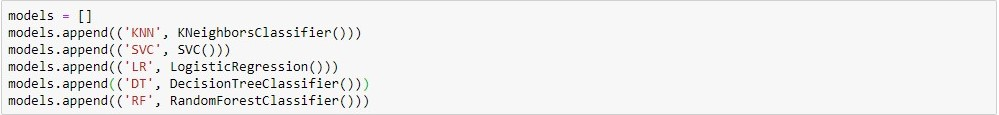 models = []
models.append(('KNN', KNeighborsClassifier()))
models.append(('SVC', SVC()))
models.append(('LR', LogisticRegression()))
models.append(('DT', DecisionTreeClassifier()))
models.append(('RF', RandomForestClassifier()))